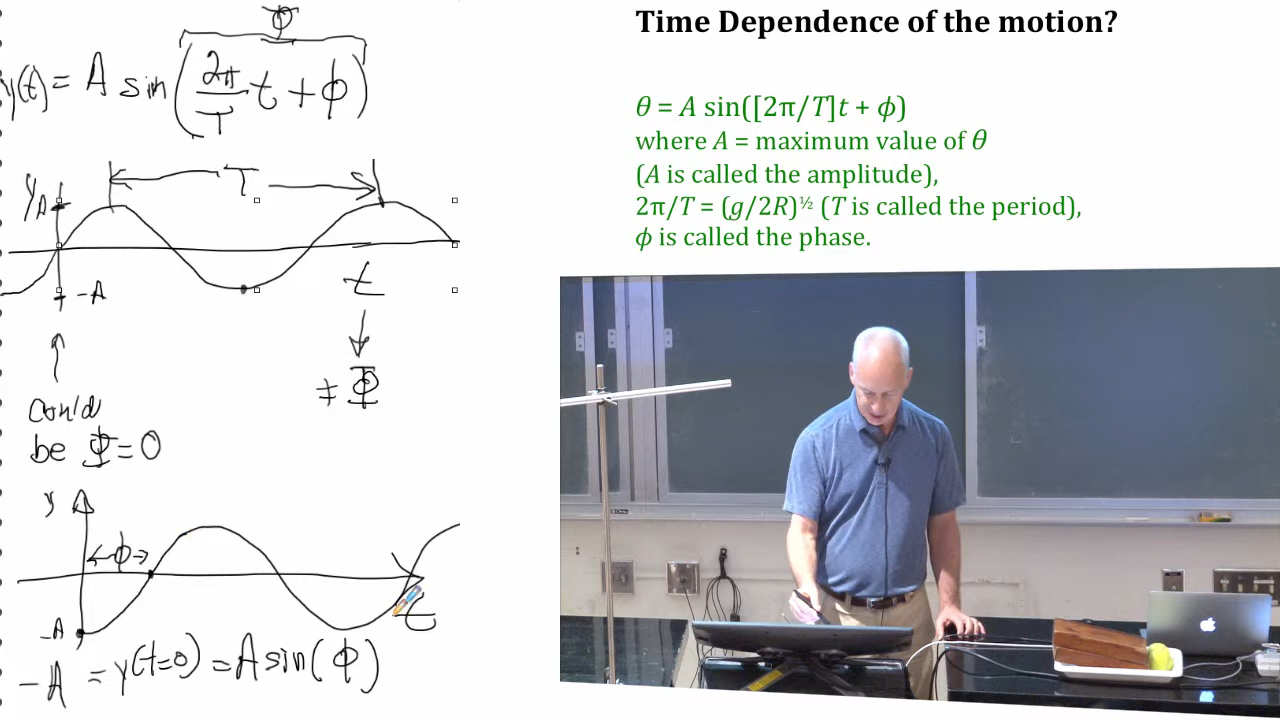 y(t) = A sin(2π/T t + ϕ)
Φ
T
y
A
-A
t
≠ Φ
could
be Φ = 0
y
ϕ
-A
t
-A = y(t=0) = A sin(ϕ)
Time Dependence of the motion?
θ = A sin([2π/T]t + ϕ)
where A = maximum value of θ
(A is called the amplitude),
2π/T = (g/2R)^½ (T is called the period),
ϕ is called the phase.